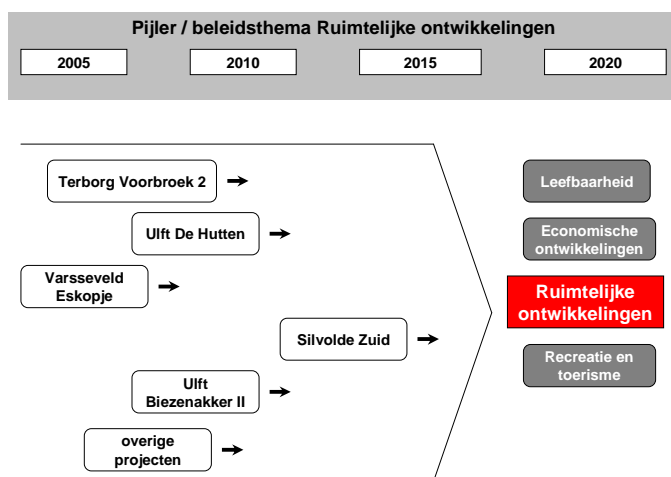 Pijler / beleidsthema Ruimtelijke ontwikkelingen
2005 2010 2015 2020
Terborg Voorbroek 2
Leefbaarheid
Ulft De Hutten
Economische
ontwikkelingen
Varsseveld
Eskopje
Ruimtelijke
ontwikkelingen
Silvolde Zuid
Recreatie en
toerisme
Ulft
Biezenakker II
overige
projecten